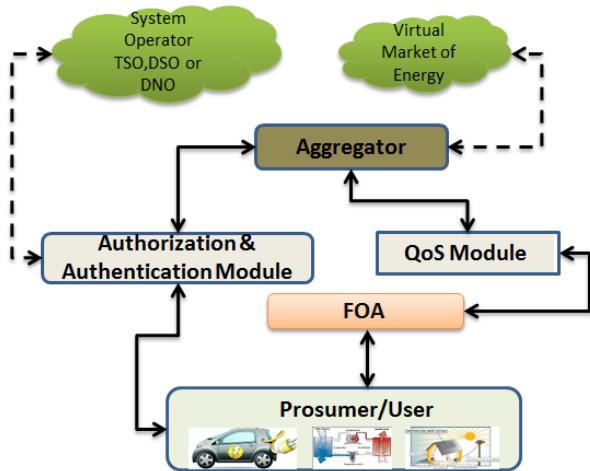 System
Operator
TSO,DSO or
DNO
Virtual
Market of
Energy
Aggregator
Authorization &
Authentication Module
QoS Module
FOA
Prosumer/User